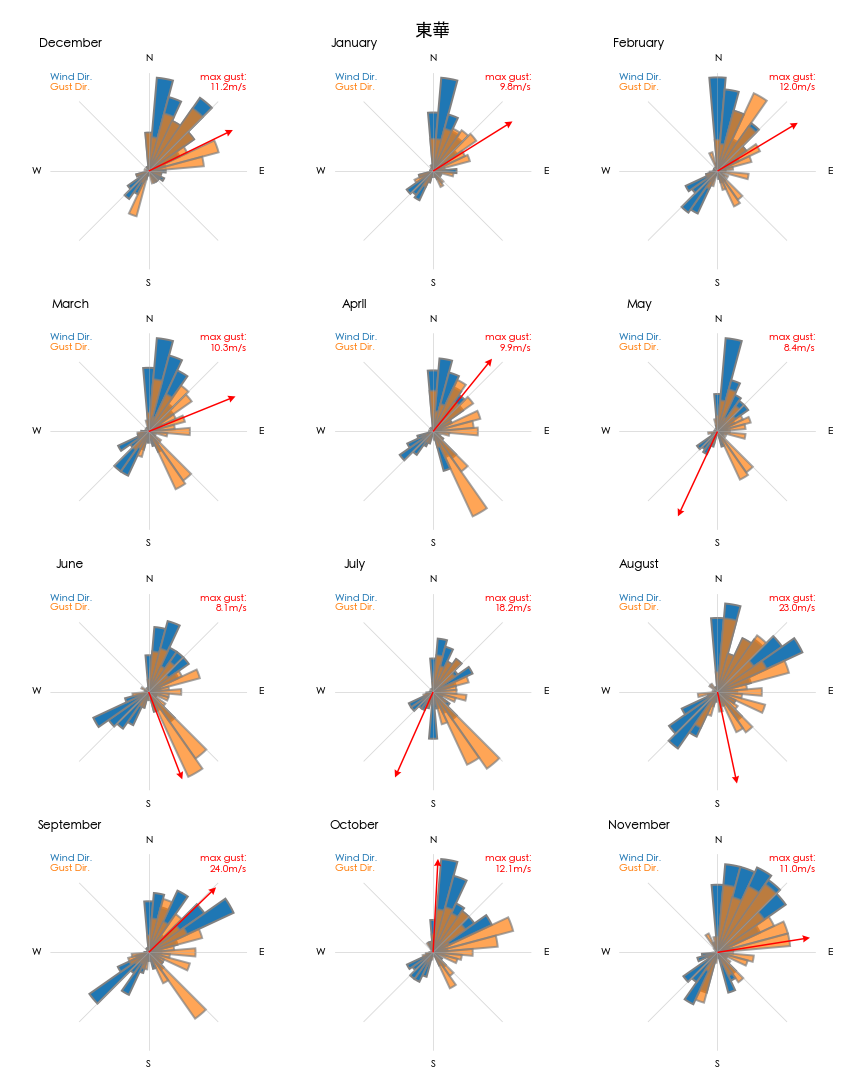 東華
December
N
Wind Dir.
Gust Dir.
max gust:
11.2m/s
W
E
S
January
N
Wind Dir.
Gust Dir.
max gust:
9.8m/s
W
E
S
February
N
Wind Dir.
Gust Dir.
max gust:
12.0m/s
W
E
S
March
N
Wind Dir.
Gust Dir.
max gust:
10.3m/s
W
E
S
April
N
Wind Dir.
Gust Dir.
max gust:
9.9m/s
W
E
S
May
N
Wind Dir.
Gust Dir.
max gust:
8.4m/s
W
E
S
June
N
Wind Dir.
Gust Dir.
max gust:
8.1m/s
W
E
S
July
N
Wind Dir.
Gust Dir.
max gust:
18.2m/s
W
E
S
August
N
Wind Dir.
Gust Dir.
max gust:
23.0m/s
W
E
S
September
N
Wind Dir.
Gust Dir.
max gust:
24.0m/s
W
E
S
October
N
Wind Dir.
Gust Dir.
max gust:
12.1m/s
W
E
S
November
N
Wind Dir.
Gust Dir.
max gust:
11.0m/s
W
E
S